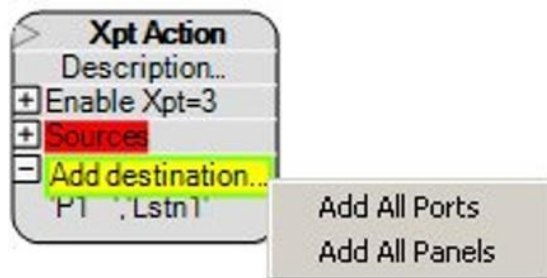 Xpt Action
Description...
Enable Xpt=3
Sources
Add destination...
'P1 ','Lstn1'
Add All Ports
Add All Panels